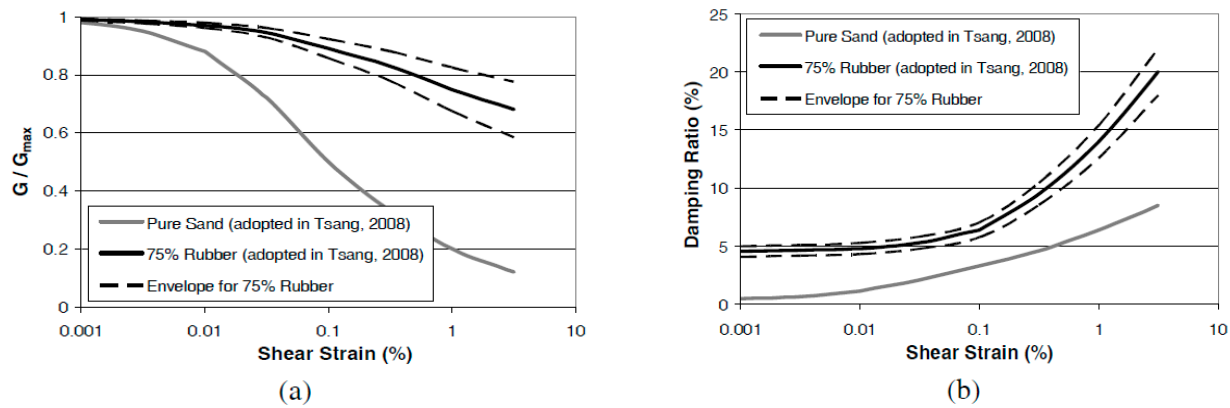 G / Gmax
1
0.8
0.6
0.4
0.2
0
Pure Sand (adopted in Tsang, 2008)
75% Rubber (adopted in Tsang, 2008)
Envelope for 75% Rubber
0.001 0.01 0.1 1 10
Shear Strain (%)
(a)
Damping Ratio (%)
25
20
15
10
5
0
Pure Sand (adopted in Tsang, 2008)
75% Rubber (adopted in Tsang, 2008)
Envelope for 75% Rubber
0.001 0.01 0.1 1 10
Shear Strain (%)
(b)